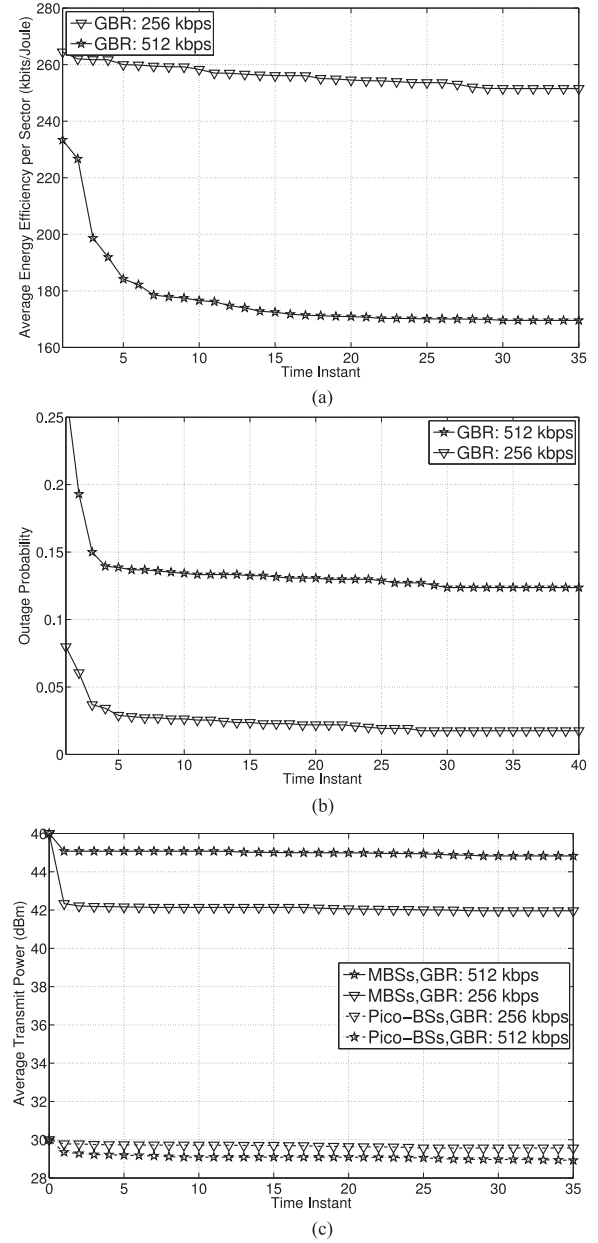 280
260
240
220
200
180
160
Average Energy Efficiency per Sector (kbits/Joule)
GBR: 256 kbps
GBR: 512 kbps
5 10 15 20 25 30 35
Time Instant
(a)
0.25
0.2
0.15
0.1
0.05
0
Outage Probability
GBR: 512 kbps
GBR: 256 kbps
5 10 15 20 25 30 35 40
Time Instant
(b)
46
44
42
40
38
36
34
32
30
28
Average Transmit Power (dBm)
MBSs,GBR: 512 kbps
MBSs,GBR: 256 kbps
Pico-BSs,GBR: 256 kbps
Pico-BSs,GBR: 512 kbps
0 5 10 15 20 25 30 35
Time Instant
(c)